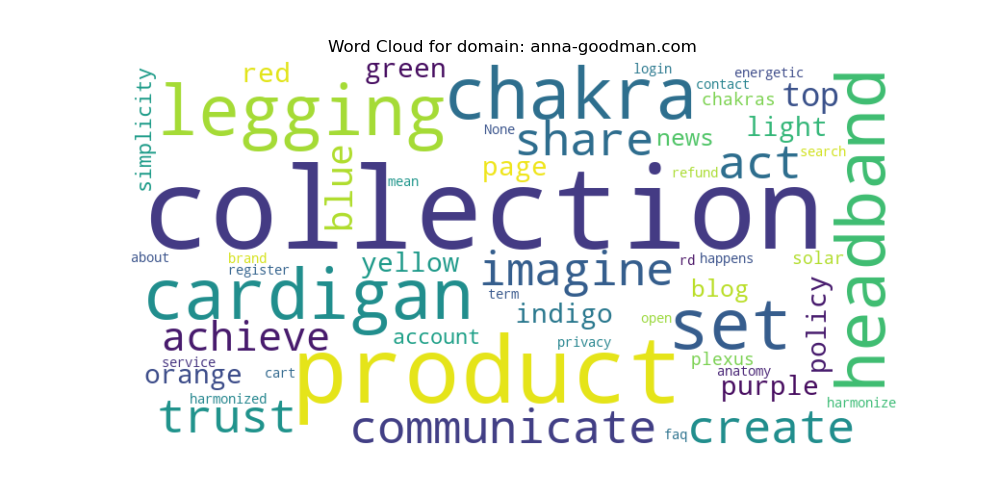 Word Cloud for domain: anna-goodman.com
simplicity
red
green
login
energetic
contact
legging
chakra
chakras
top
headband
None
share
news
light
act
search
blue
page
refund
mean
collection
about
brand
register
yellow
imagine
rd
happens
solar
term
blog
policy
cardigan
indigo
open
set
achieve
account
privacy
plexus
service
orange
cart
product
anatomy
purple
harmonized
harmonize
trust
communicate
faq
create